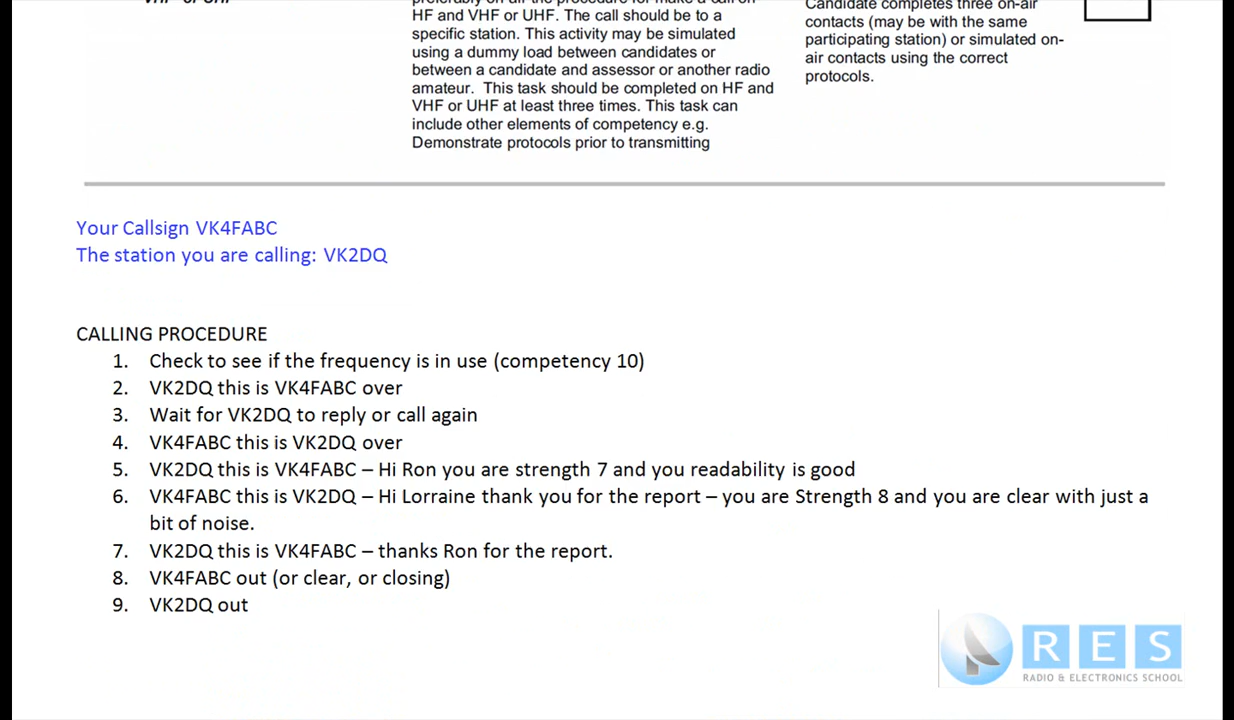 preferably on air the procedure for make a call on
HF and VHF or UHF. The call should be to a
specific station. This activity may be simulated
using a dummy load between candidates or
between a candidate and assessor or another radio
amateur.  This task should be completed on HF and
VHF or UHF at least three times. This task can
include other elements of competency e.g.
Demonstrate protocols prior to transmitting
Candidate completes three on-air
contacts (may be with the same
participating station) or simulated on-
air contacts using the correct
protocols.
Your Callsign VK4FABC
The station you are calling: VK2DQ
CALLING PROCEDURE
1. Check to see if the frequency is in use (competency 10)
2. VK2DQ this is VK4FABC over
3. Wait for VK2DQ to reply or call again
4. VK4FABC this is VK2DQ over
5. VK2DQ this is VK4FABC – Hi Ron you are strength 7 and you readability is good
6. VK4FABC this is VK2DQ – Hi Lorraine thank you for the report – you are Strength 8 and you are clear with just a
bit of noise.
7. VK2DQ this is VK4FABC – thanks Ron for the report.
8. VK4FABC out (or clear, or closing)
9. VK2DQ out
RES
RADIO & ELECTRONICS SCHOOL